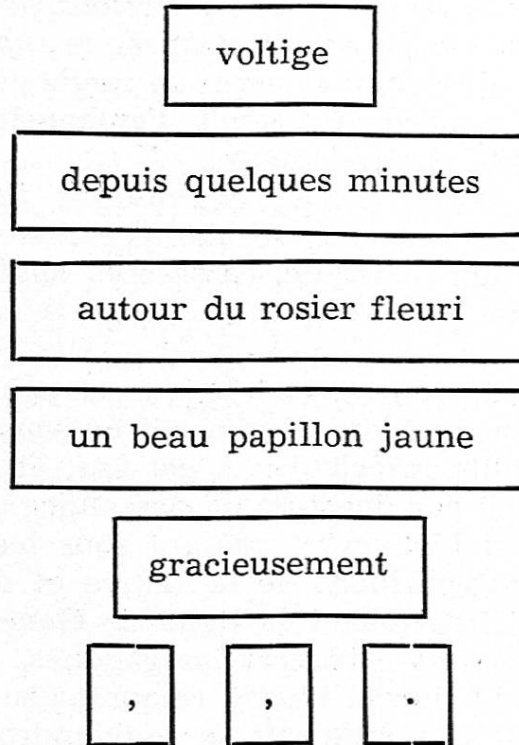 voltige
depuis quelques minutes
autour du rosier fleuri
un beau papillon jaune
gracieusement
, , .